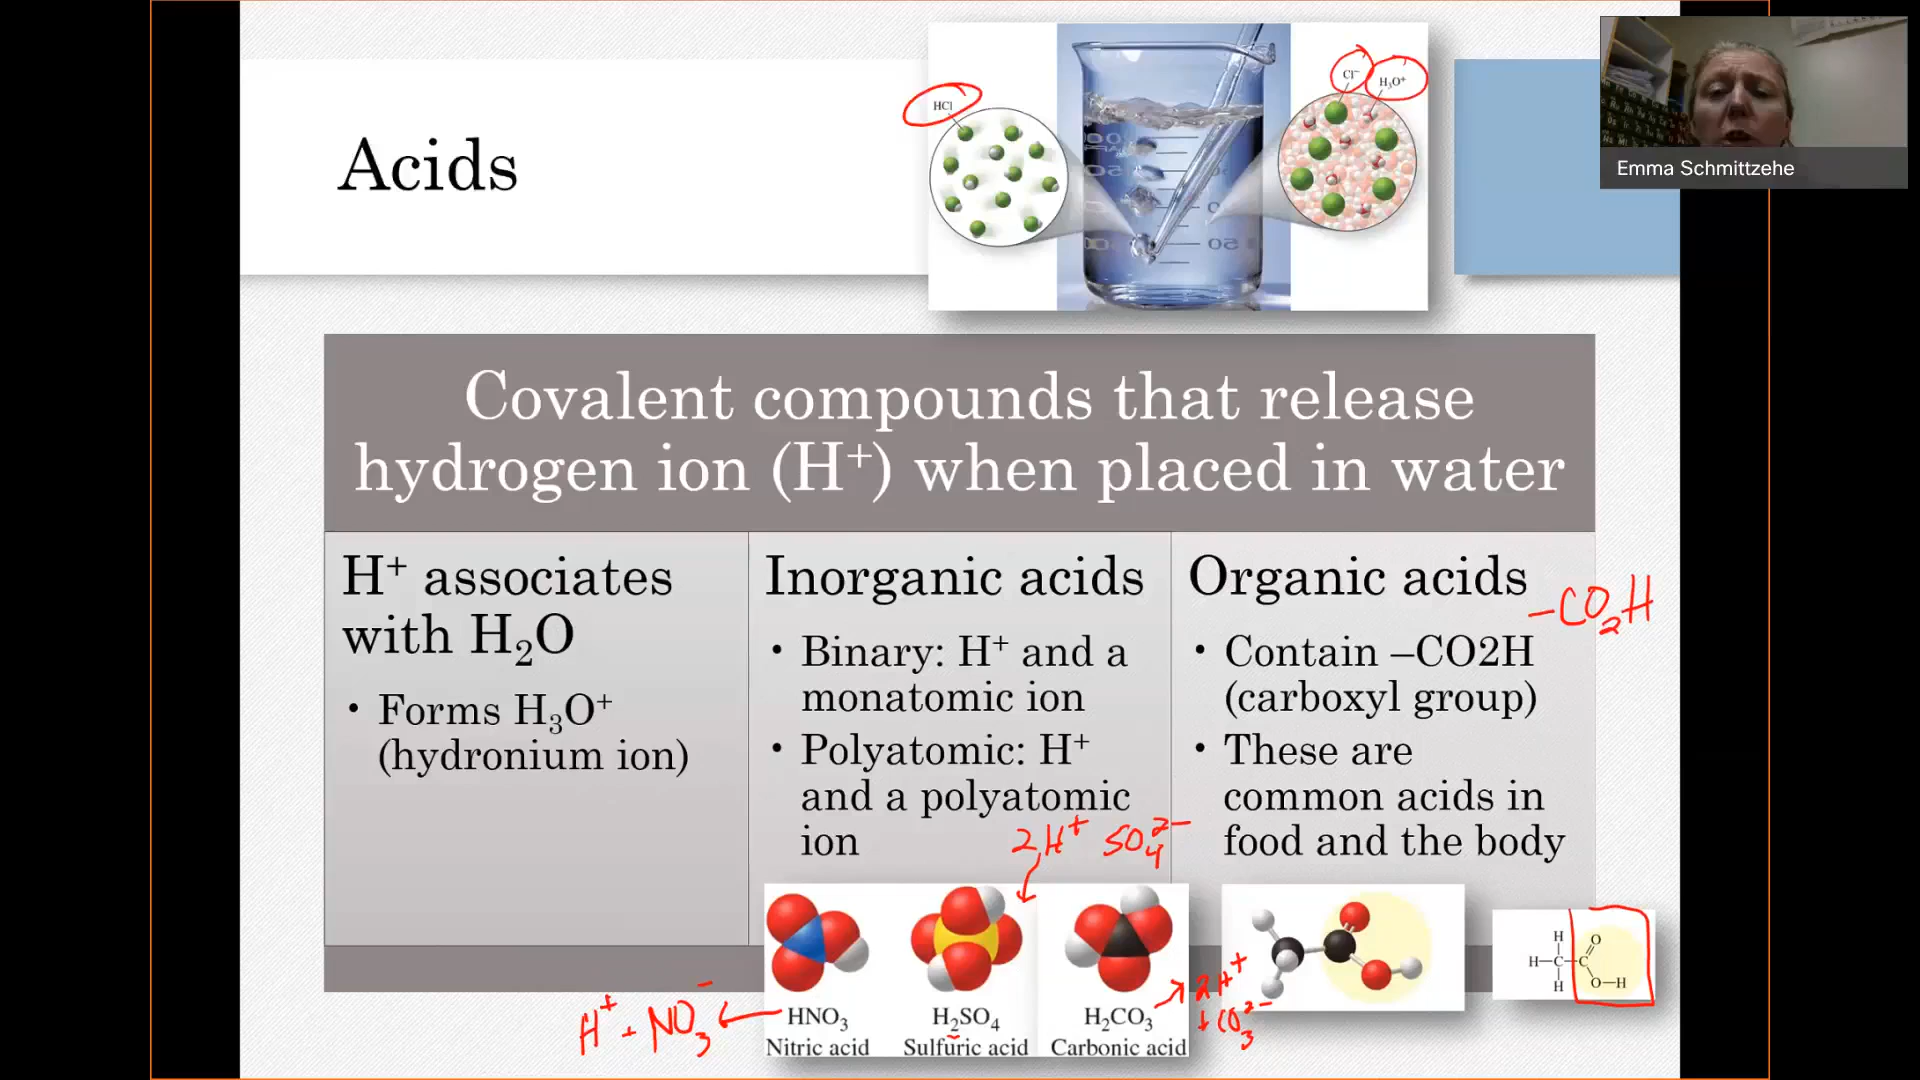 Emma Schmittzehe
Acids
HCl
Cl⁻
H₃O⁺
50
Covalent compounds that release
hydrogen ion (H⁺) when placed in water
H⁺ associates
with H₂O
• Forms H₃O⁺
(hydronium ion)
Inorganic acids
• Binary: H⁺ and a
monatomic ion
• Polyatomic: H⁺
and a polyatomic
ion
2H⁺ SO₄²⁻
Organic acids
–CO₂H
• Contain –CO2H
(carboxyl group)
• These are
common acids in
food and the body
H⁺ + NO₃⁻
HNO₃
Nitric acid
H₂SO₄
Sulfuric acid
H₂CO₃
Carbonic acid
2H⁺
+ CO₃²⁻
H O
H—C—C
H O—H